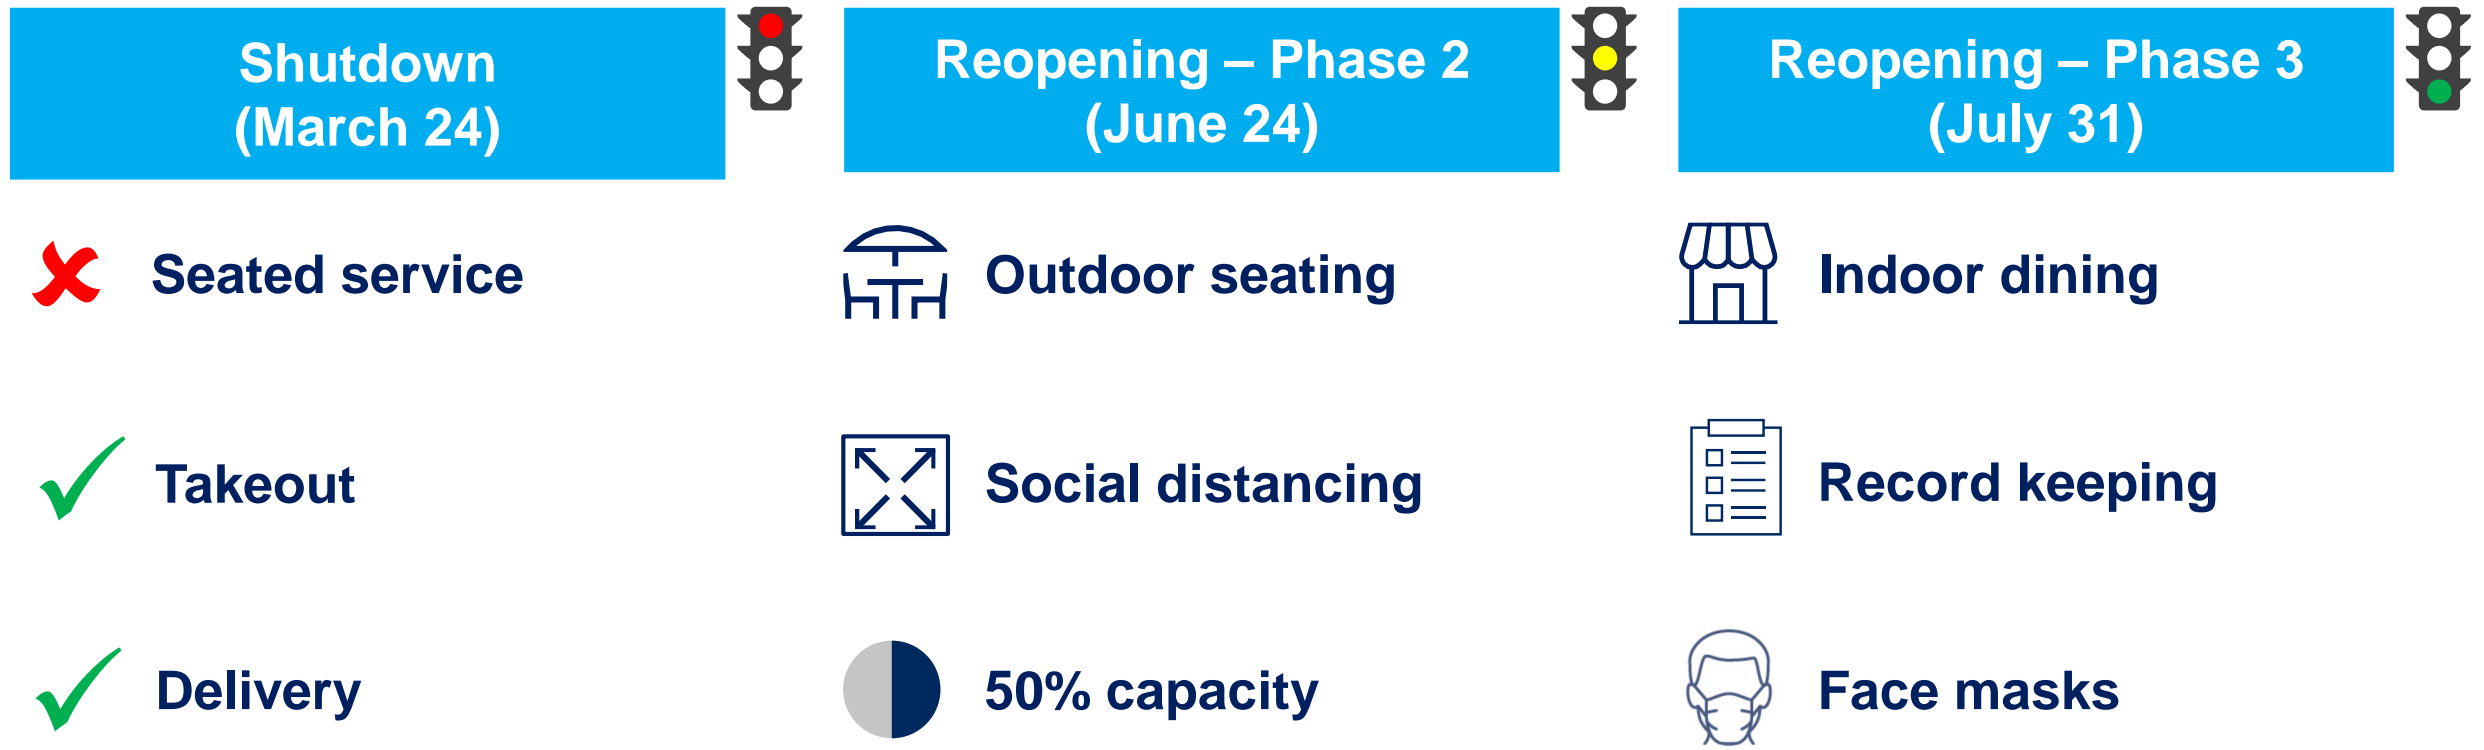 Shutdown
(March 24)
Seated service
Takeout
Delivery
Reopening – Phase 2
(June 24)
Outdoor seating
Social distancing
50% capacity
Reopening – Phase 3
(July 31)
Indoor dining
Record keeping
Face masks